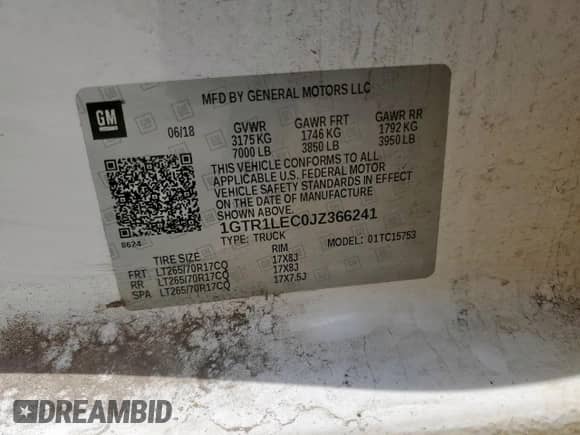 GM
MFD BY GENERAL MOTORS LLC
06/18
GVWR GAWR FRT GAWR RR
3175 KG 1746 KG 1792 KG
7000 LB 3850 LB 3950 LB
THIS VEHICLE CONFORMS TO ALL
APPLICABLE U.S. FEDERAL MOTOR
VEHICLE SAFETY STANDARDS IN EFFECT
ON THE DATE OF MANUFACTURE
SHOWN ABOVE.
1GTR1LEC0JZ366241
8624
TYPE: TRUCK MODEL: 01TC15753
TIRE SIZE RIM
FRT LT265/70R17CQ 17X8J
RR LT265/70R17CQ 17X8J
SPA LT265/70R17CQ 17X7.5J
DREAMBID